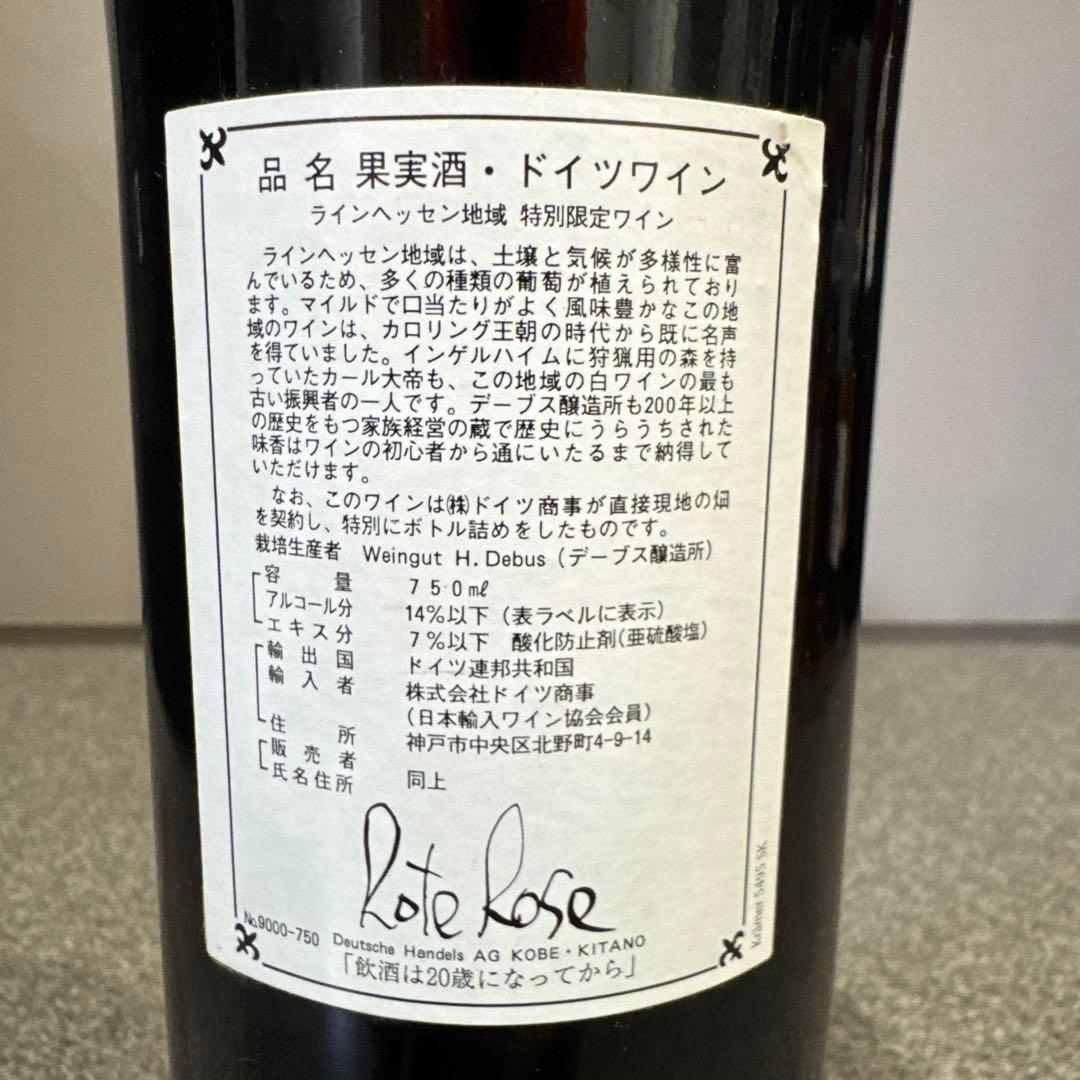 品名 果実酒・ドイツワイン
ラインヘッセン地域 特別限定ワイン
ラインヘッセン地域は、土壌と気候が多様性に富
んでいるため、多くの種類の葡萄が植えられており
ます。マイルドで口当たりがよく風味豊かなこの地
域のワインは、カロリング王朝の時代から既に名声
を得ていました。インゲルハイムに狩猟用の森を持
っていたカール大帝も、この地域の白ワインの最も
古い振興者の一人です。デーブス醸造所も200年以上
の歴史をもつ家族経営の蔵で歴史にうらうちされた
味香はワインの初心者から通にいたるまで納得して
いただけます。
なお、このワインは㈱ドイツ商事が直接現地の畑
を契約し、特別にボトル詰めをしたものです。
栽培生産者 Weingut H. Debus (デーブス醸造所)
容量 750㎖
アルコール分 14%以下 (表ラベルに表示)
エキス分 7%以下 酸化防止剤(亜硫酸塩)
輸出国 ドイツ連邦共和国
輸入者 株式会社ドイツ商事
(日本輸入ワイン協会会員)
住所 神戸市中央区北野町4-9-14
販売者
氏名住所 同上
Rote Rose
No.9000-750 Deutsche Handels AG KOBE・KITANO
「飲酒は20歳になってから」
Krämer 5495 SK